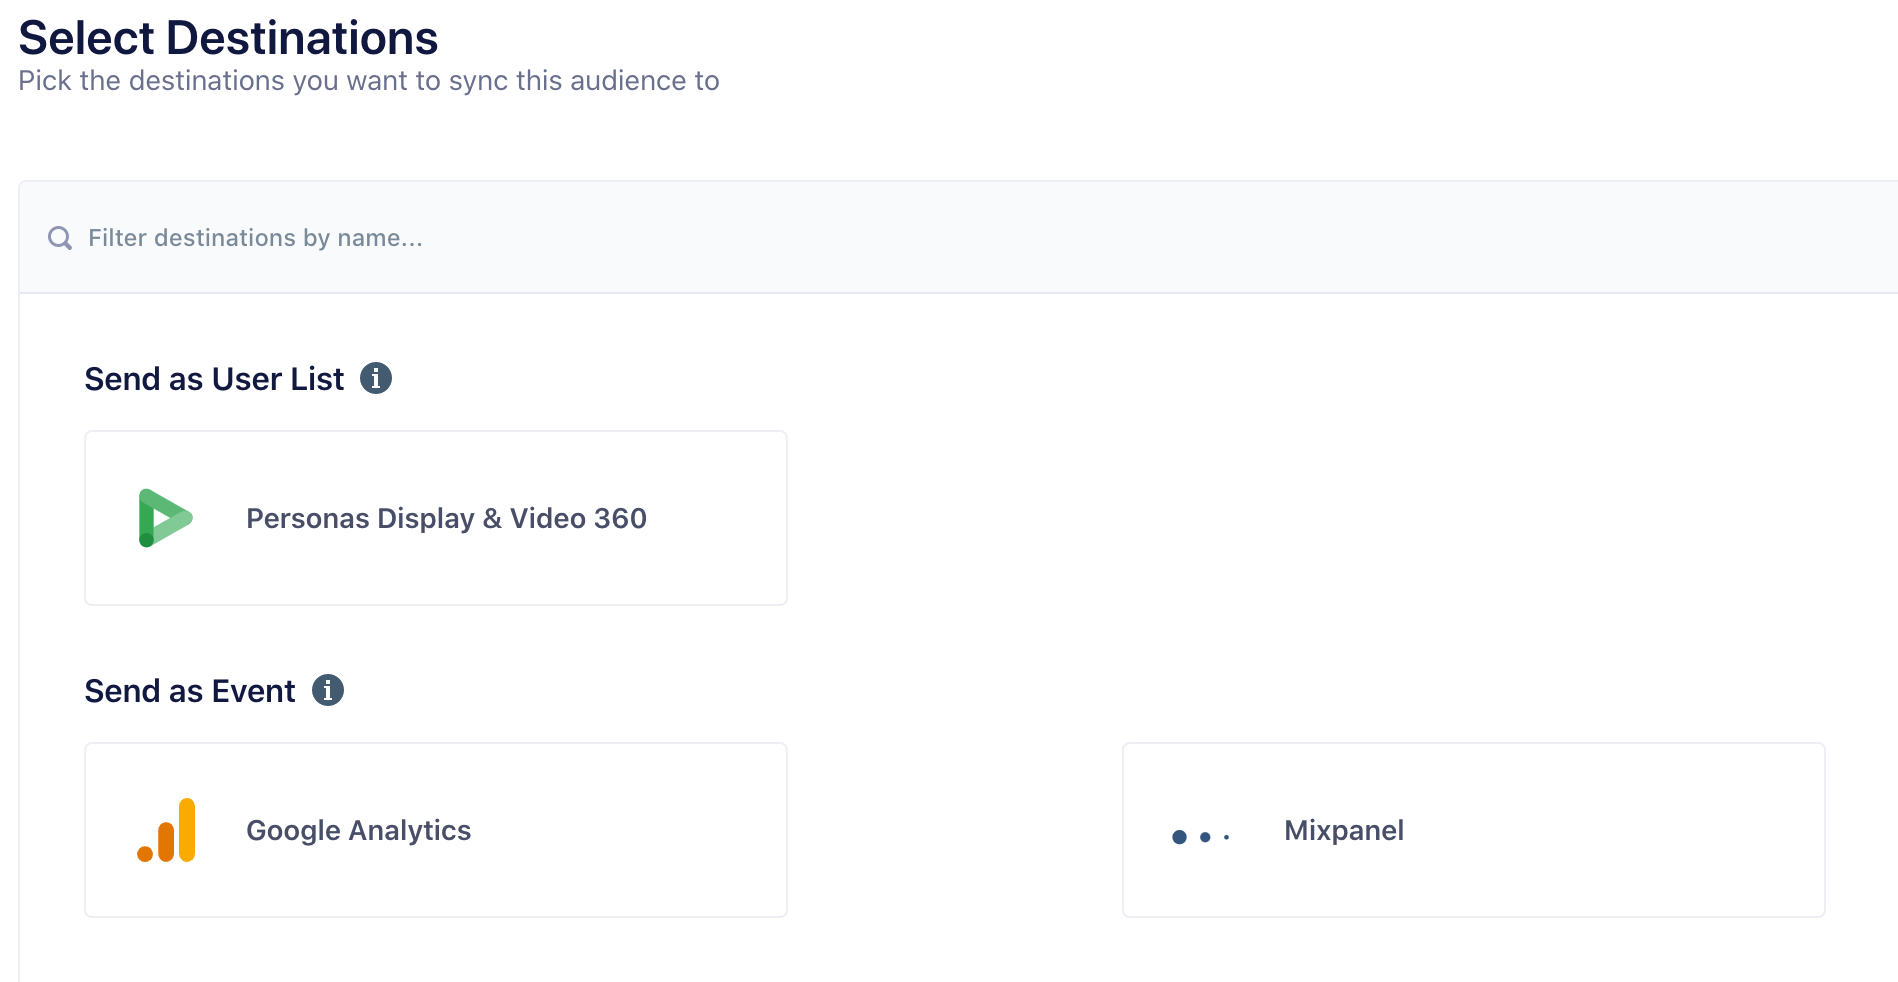 Select Destinations
Pick the destinations you want to sync this audience to
Filter destinations by name...
Send as User List
Personas Display & Video 360
Send as Event
Google Analytics
Mixpanel